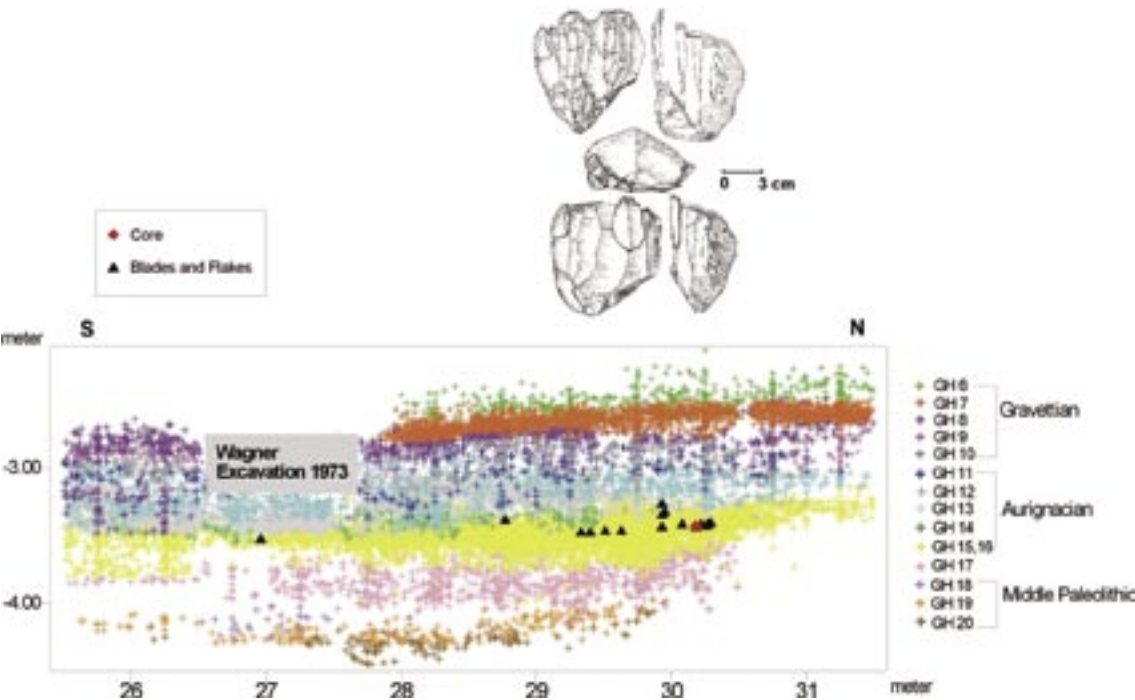 0 3 cm
Core
Blades and Flakes
meter
S
N
Wagner
Excavation 1973
-3.00
-4.00
26 27 28 29 30 31 meter
GH 6
GH 7
GH 8
GH 9
GH 10
GH 11
GH 12
GH 13
GH 14
GH 15,16
GH 17
GH 18
GH 19
GH 20
Gravettian
Aurignacian
Middle Paleolithic